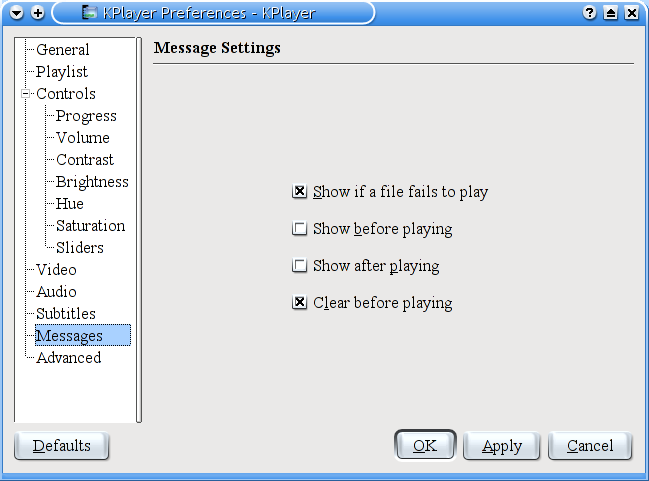 KPlayer Preferences - KPlayer
Message Settings
General
Playlist
Controls
Progress
Volume
Contrast
Brightness
Hue
Saturation
Sliders
Video
Audio
Subtitles
Messages
Advanced
Show if a file fails to play
Show before playing
Show after playing
Clear before playing
Defaults
OK
Apply
Cancel